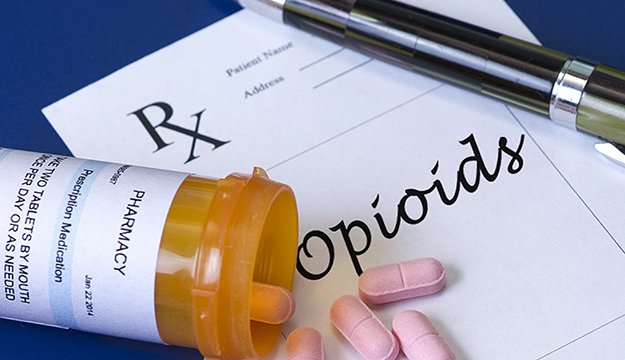 Patient Name
Address
Rx
Opioids
PHARMACY
Jan 22 2014
Prescription Medication
TWO TABLETS BY MOUTH
PER DAY OR AS NEEDED